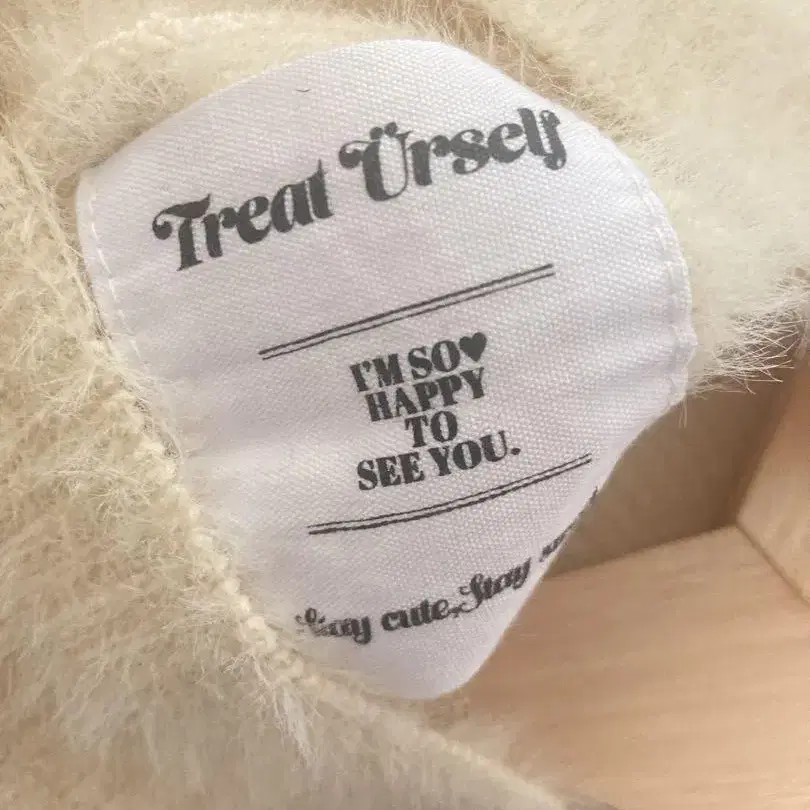 Treat Ürself
I'M SO♥
HAPPY
TO
SEE YOU.
Stay cute,Stay